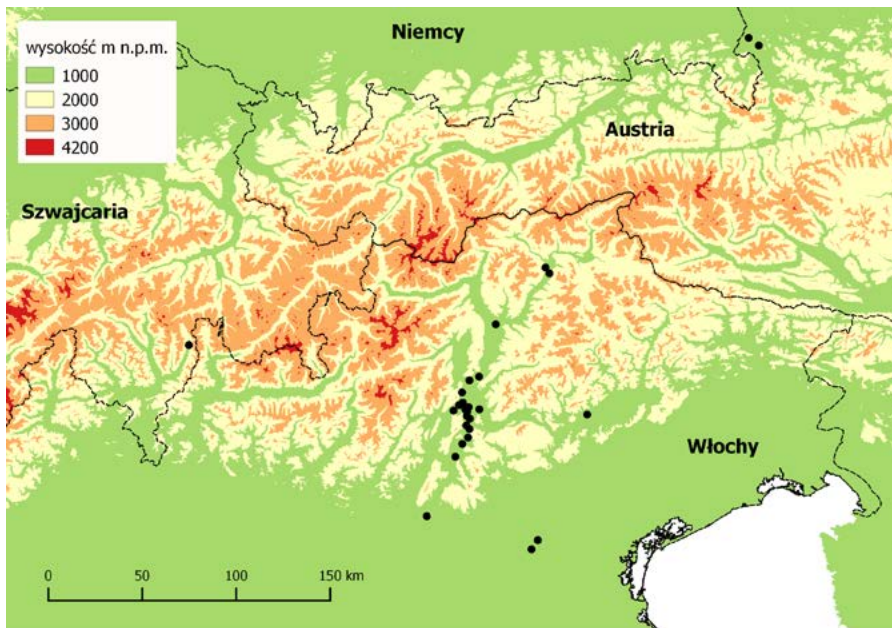 wysokość m n.p.m.
1000
2000
3000
4200
Niemcy
Austria
Szwajcaria
Włochy
0 50 100 150 km